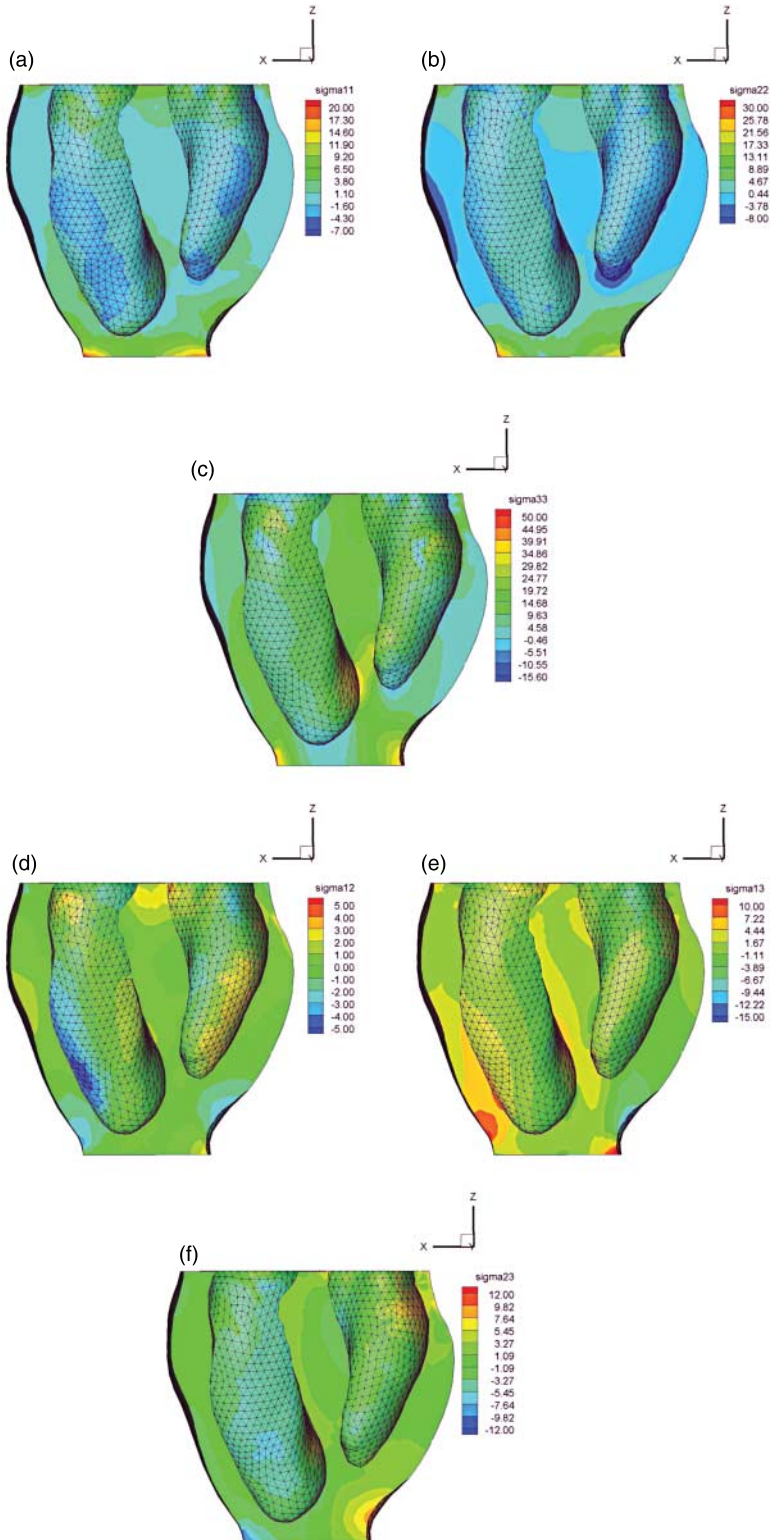 Z
X
Y
(a)
sigma11
20.00
17.30
14.60
11.90
9.20
6.50
3.80
1.10
-1.60
-4.30
-7.00
Z
X
Y
(b)
sigma22
30.00
25.78
21.56
17.33
13.11
8.89
4.67
0.44
-3.78
-8.00
Z
X
Y
(c)
sigma33
50.00
44.95
39.91
34.86
29.82
24.77
19.72
14.68
9.63
4.58
-0.46
-5.51
-10.55
-15.60
Z
X
Y
(d)
sigma12
5.00
4.00
3.00
2.00
1.00
0.00
-1.00
-2.00
-3.00
-4.00
-5.00
Z
X
Y
(e)
sigma13
10.00
7.22
4.44
1.67
-1.11
-3.89
-6.67
-9.44
-12.22
-15.00
Z
X
Y
(f)
sigma23
12.00
9.82
7.64
5.45
3.27
1.09
-1.09
-3.27
-5.45
-7.64
-9.82
-12.00